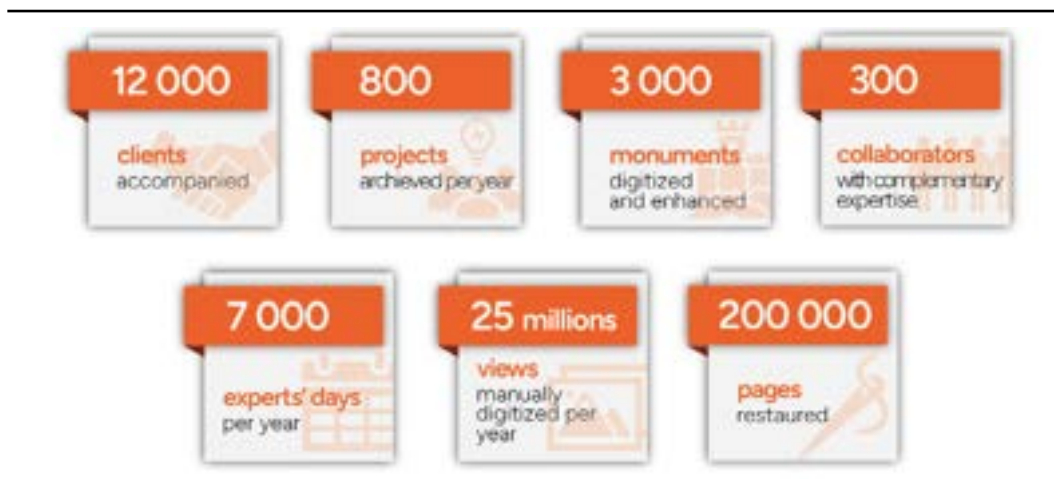 12 000
clients
accompanied
800
projects
archieved per year
3 000
monuments
digitized
and enhanced
300
collaborators
with complementary
expertise
7 000
experts' days
per year
25 millions
views
manually
digitized per
year
200 000
pages
restaured